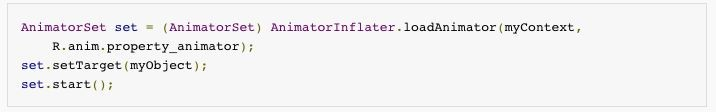 AnimatorSet set = (AnimatorSet) AnimatorInflater.loadAnimator(myContext,
    R.anim.property_animator);
set.setTarget(myObject);
set.start();